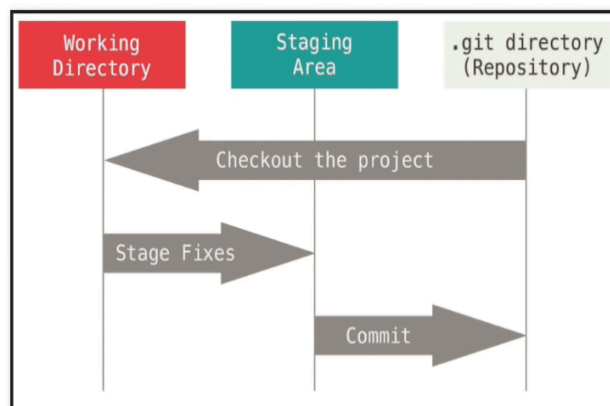 Working
Directory
Staging
Area
.git directory
(Repository)
Checkout the project
Stage Fixes
Commit